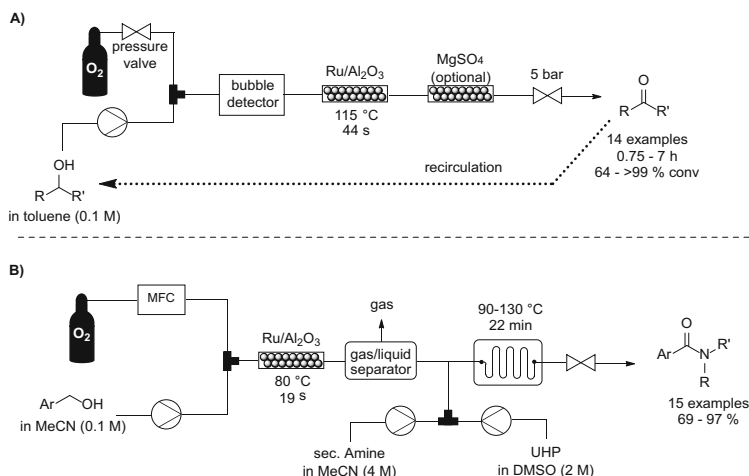 A)
O2
pressure
valve
bubble
detector
Ru/Al2O3
115 °C
44 s
MgSO4
(optional)
5 bar
O
R R'
14 examples
0.75 - 7 h
64 - >99 % conv
recirculation
OH
R R'
in toluene (0.1 M)
B)
O2
MFC
Ar OH
in MeCN (0.1 M)
Ru/Al2O3
80 °C
19 s
gas
gas/liquid
separator
90-130 °C
22 min
sec. Amine
in MeCN (4 M)
UHP
in DMSO (2 M)
O
Ar N R'
R
15 examples
69 - 97 %